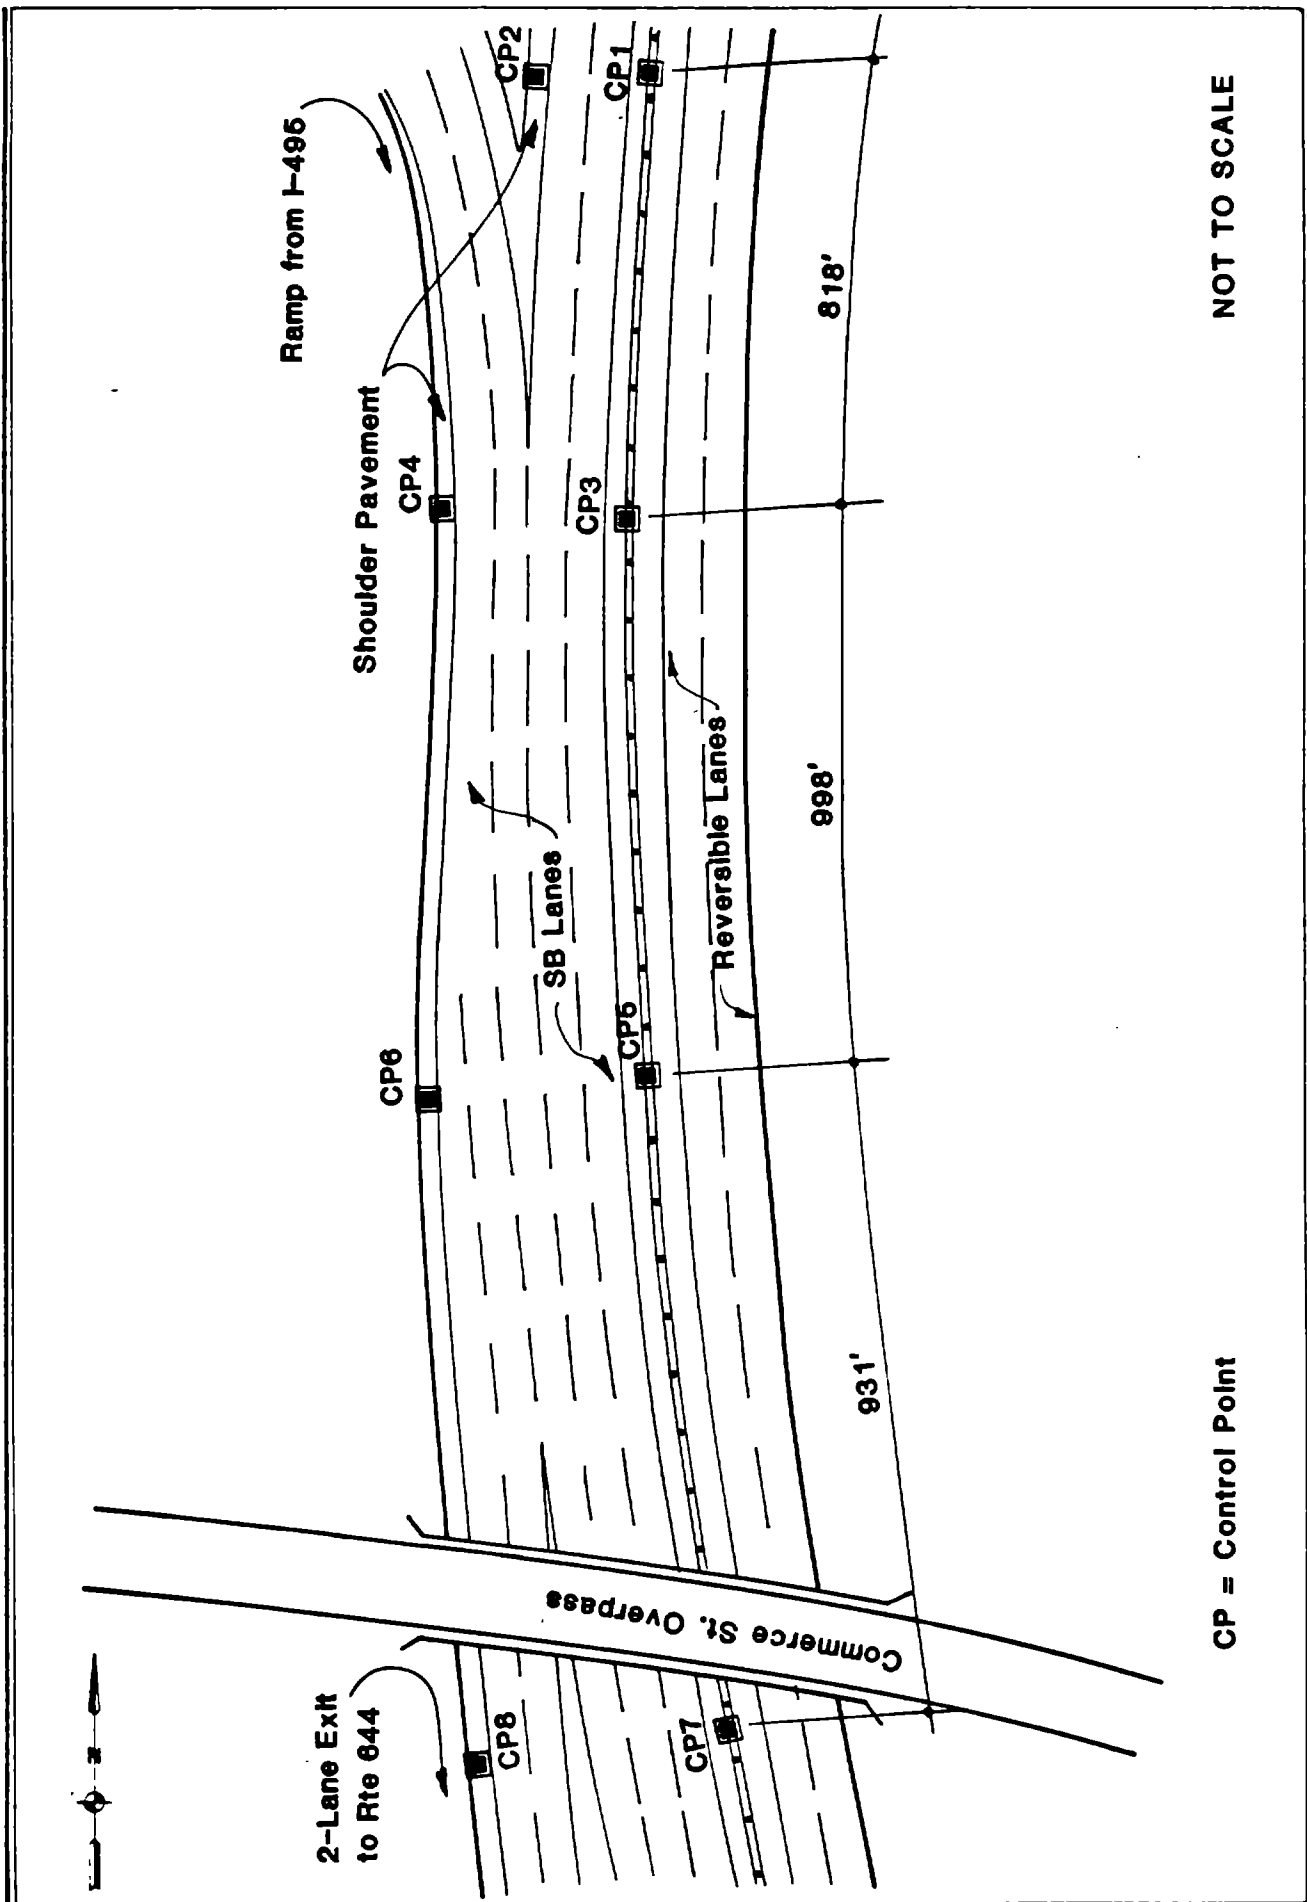 2-Lane Exit
to Rte 644
Ramp from I-495
Shoulder Pavement
CP8
CP6
CP4
CP2
SB Lanes
CP7
CP5
CP3
CP1
Commerce St. Overpass
Reversible Lanes
931'
998'
818'
N
CP = Control Point
NOT TO SCALE